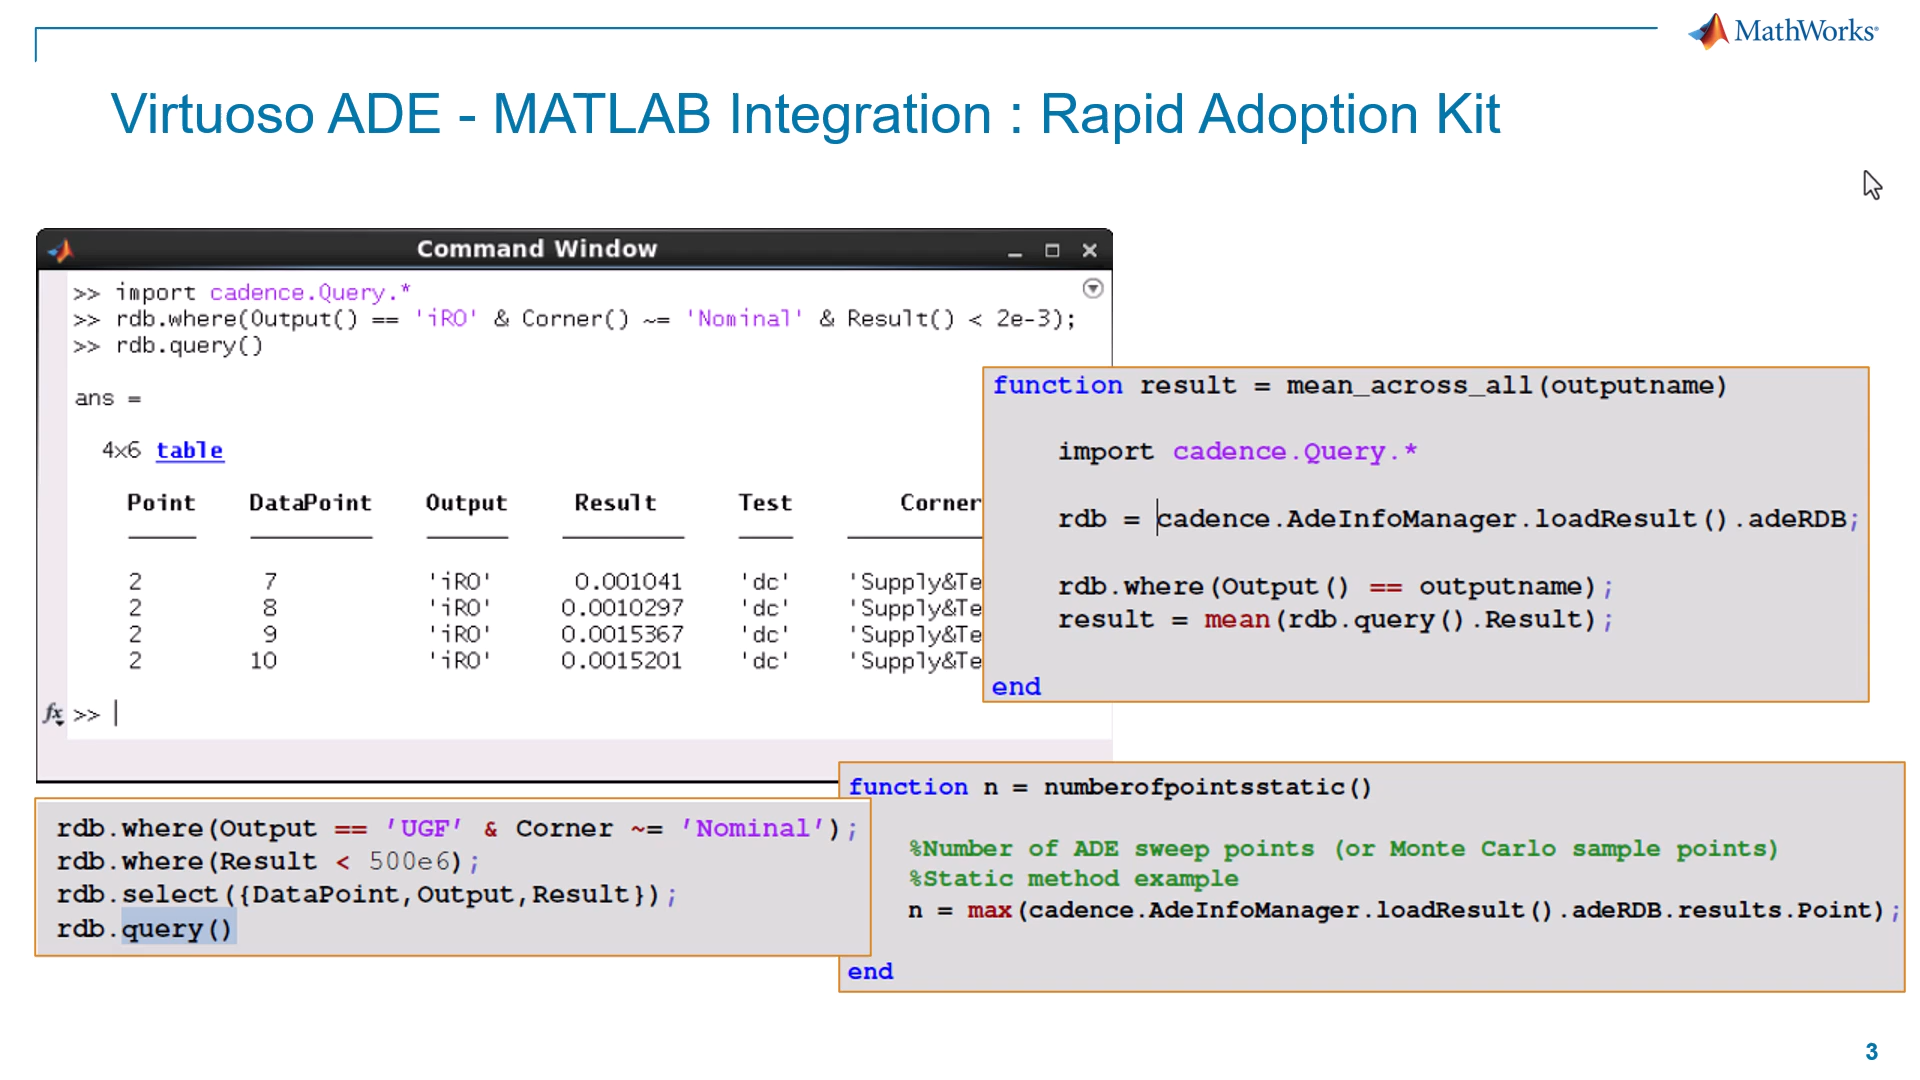 MathWorks®
Virtuoso ADE - MATLAB Integration : Rapid Adoption Kit
Command Window
>> import cadence.Query.*
>> rdb.where(Output() == 'iRO' & Corner() ~= 'Nominal' & Result() < 2e-3);
>> rdb.query()
ans =
4×6 table
Point DataPoint Output Result Test Corner
2 7 'iRO' 0.001041 'dc' 'Supply&Te
2 8 'iRO' 0.0010297 'dc' 'Supply&Te
2 9 'iRO' 0.0015367 'dc' 'Supply&Te
2 10 'iRO' 0.0015201 'dc' 'Supply&Te
fx >>
function result = mean_across_all(outputname)
import cadence.Query.*
rdb = cadence.AdeInfoManager.loadResult().adeRDB;
rdb.where(Output() == outputname);
result = mean(rdb.query().Result);
end
rdb.where(Output == 'UGF' & Corner ~= 'Nominal');
rdb.where(Result < 500e6);
rdb.select({DataPoint,Output,Result});
rdb.query()
function n = numberofpointsstatic()
%Number of ADE sweep points (or Monte Carlo sample points)
%Static method example
n = max(cadence.AdeInfoManager.loadResult().adeRDB.results.Point);
end
3